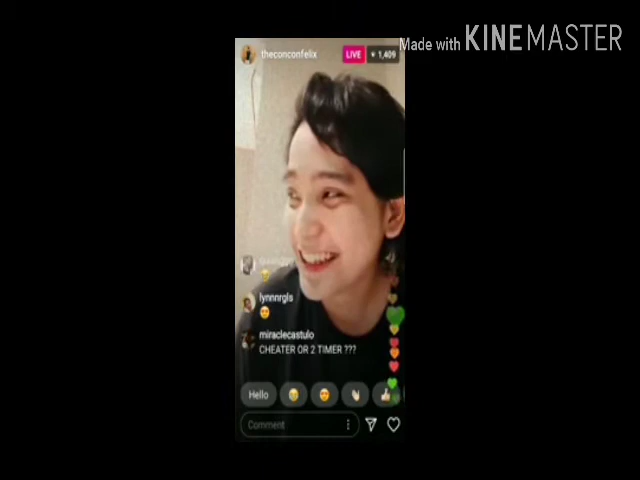 Made with KINEMASTER
theconconfelix
LIVE
1,409
lynnnrgls
miraclecastulo
CHEATER OR 2 TIMER ???
Hello
Comment